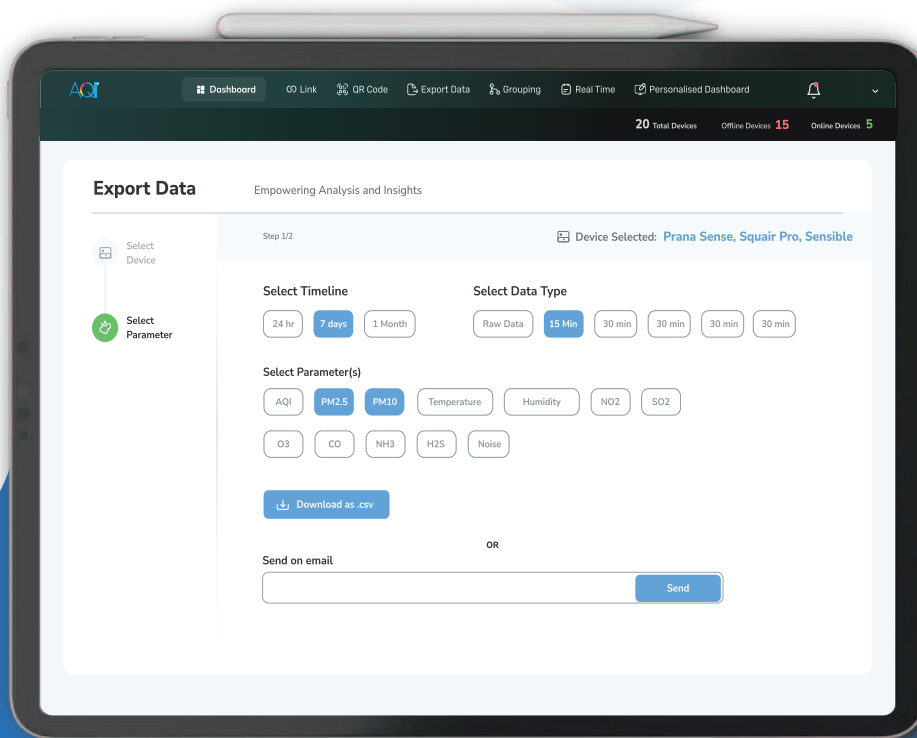 AQI
Dashboard Link QR Code Export Data Grouping Real Time Personalised Dashboard
20 Total Devices Offline Devices 15 Online Devices 5
Export Data Empowering Analysis and Insights
Step 1/2 Device Selected: Prana Sense, Squair Pro, Sensible
Select
Device
Select
Parameter
Select Timeline Select Data Type
24 hr 7 days 1 Month Raw Data 15 Min 30 min 30 min 30 min 30 min
Select Parameter(s)
AQI PM2.5 PM10 Temperature Humidity NO2 SO2
O3 CO NH3 H2S Noise
Download as .csv
OR
Send on email
Send